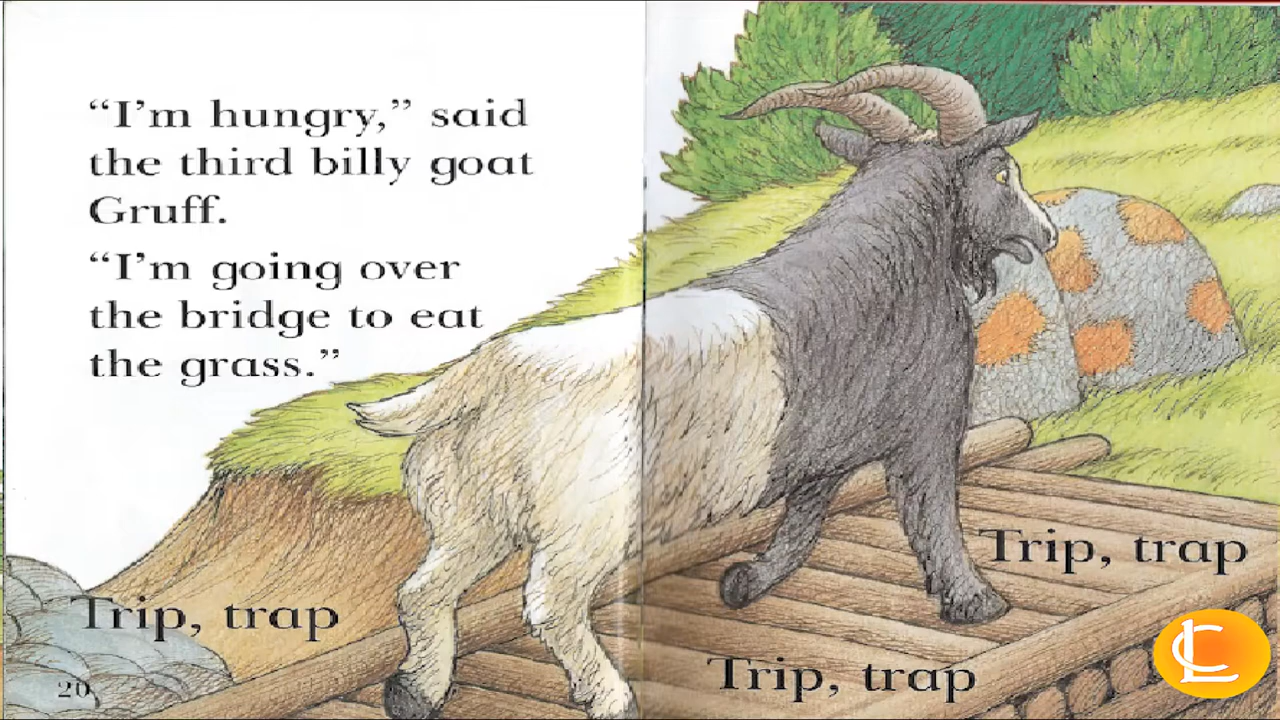 “I’m hungry,” said
the third billy goat
Gruff.
“I’m going over
the bridge to eat
the grass.”
Trip, trap
20
Trip, trap
Trip, trap